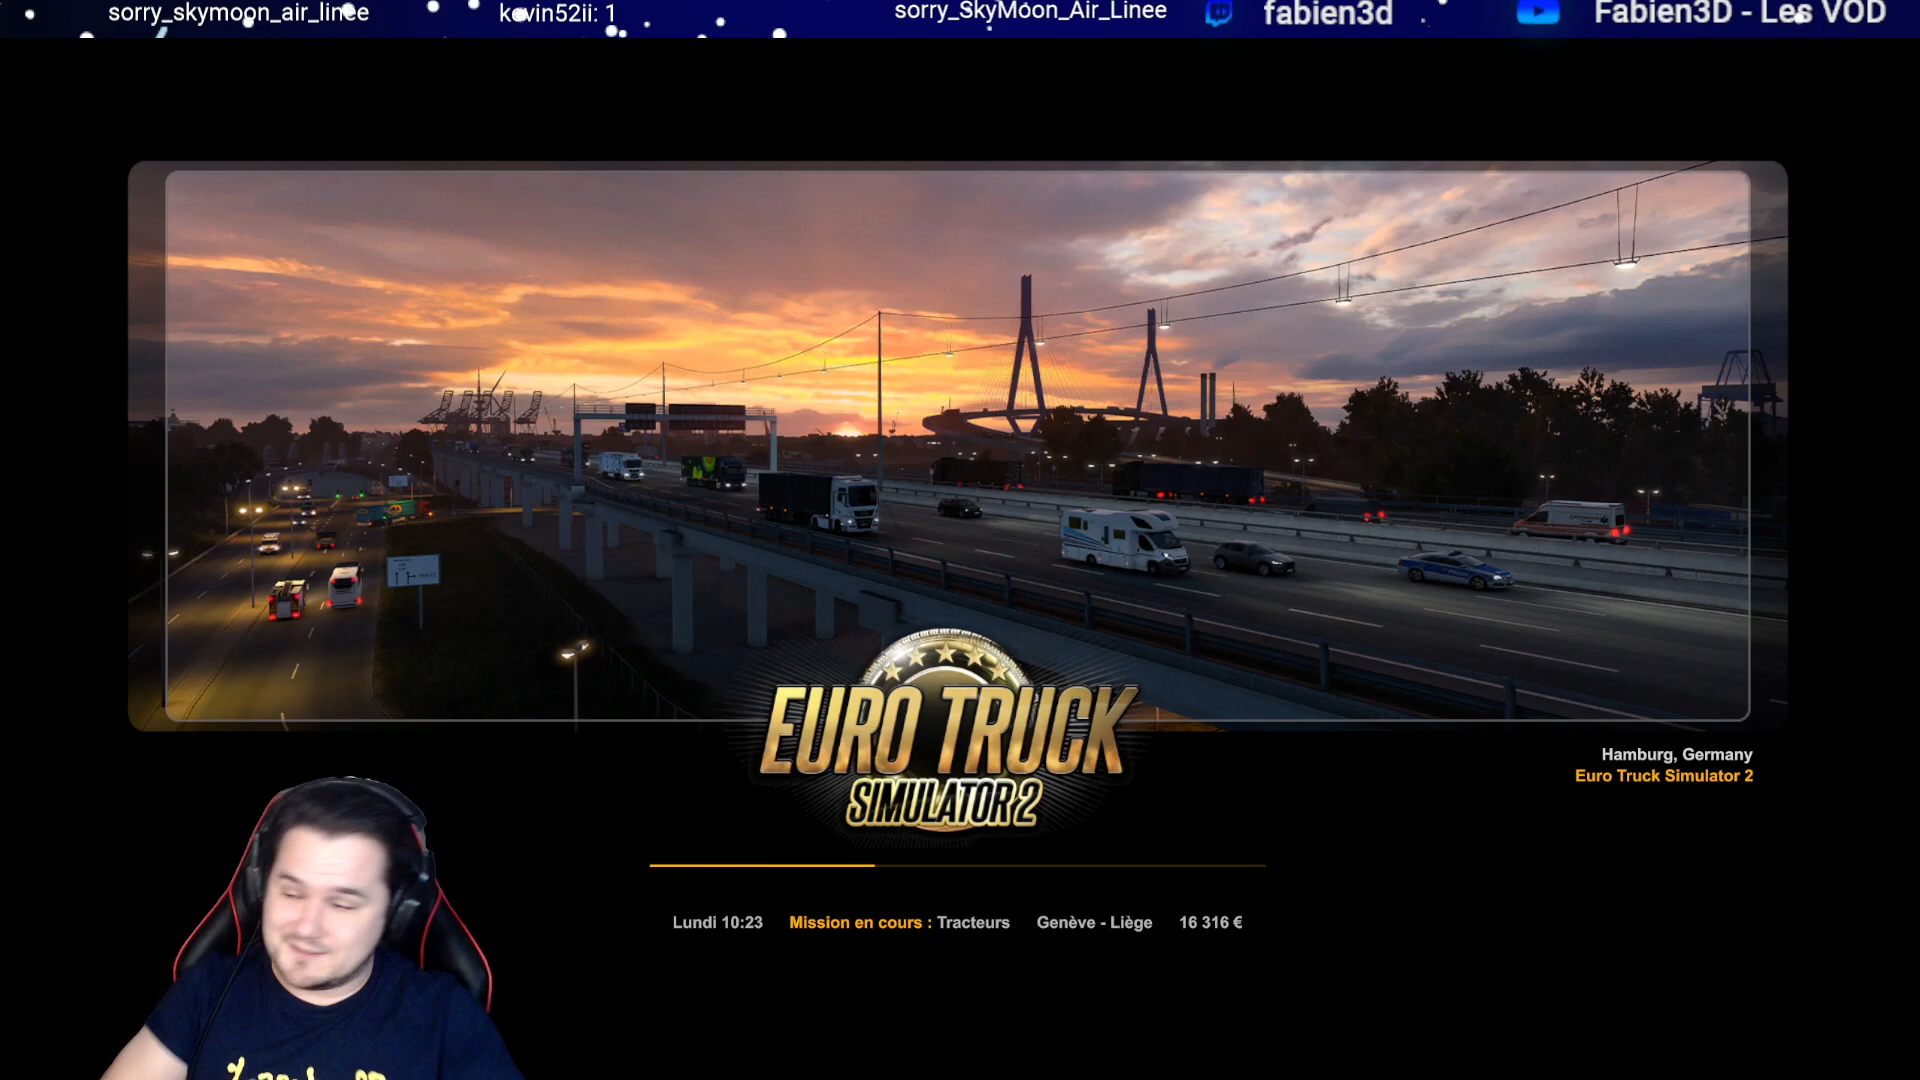 sorry_skymoon_air_linee
kevin52ii: 1
sorry_SkyMoon_Air_Linee
fabien3d
Fabien3D - Les VOD
EURO TRUCK
SIMULATOR 2
Hamburg, Germany
Euro Truck Simulator 2
Lundi 10:23 Mission en cours : Tracteurs Genève - Liège 16 316 €